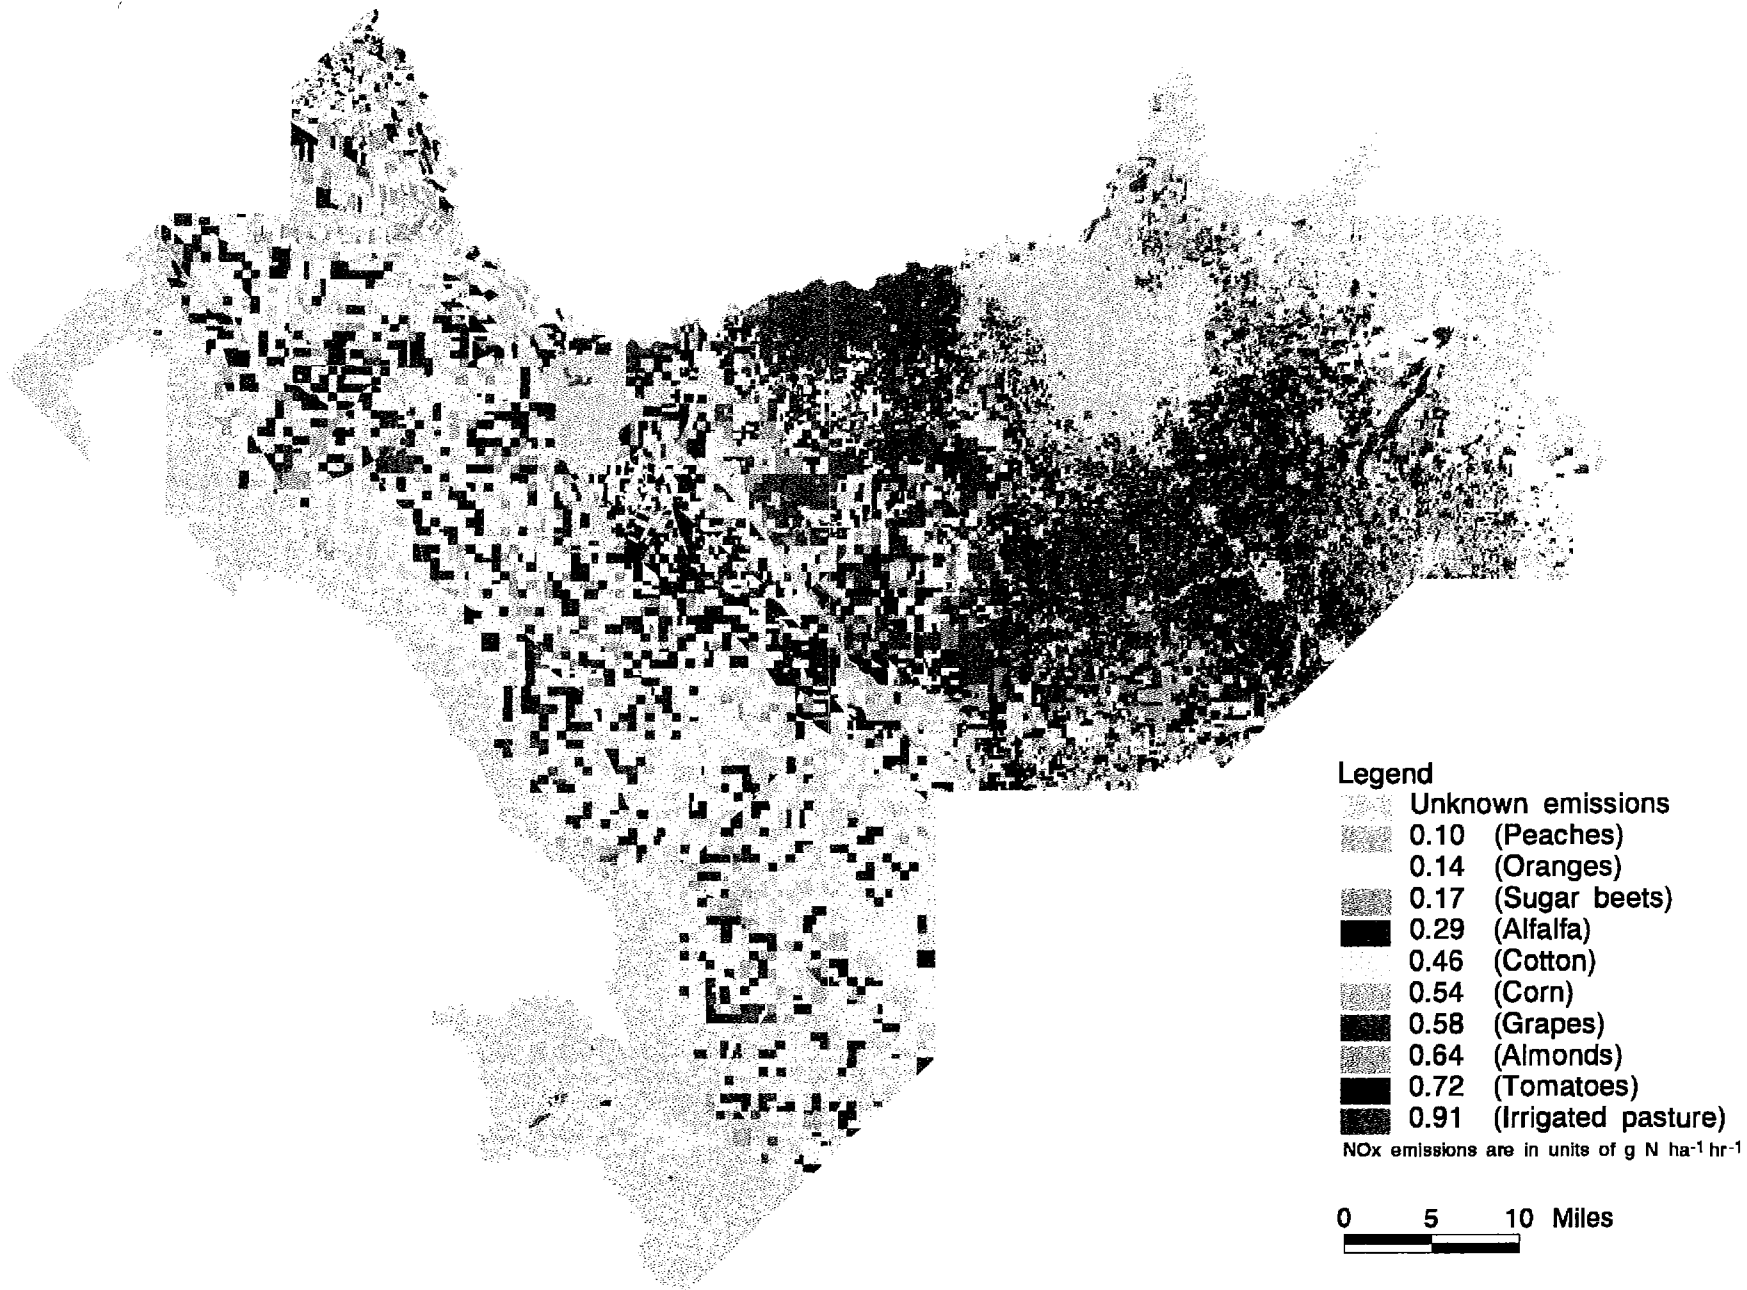 Legend
Unknown emissions
0.10 (Peaches)
0.14 (Oranges)
0.17 (Sugar beets)
0.29 (Alfalfa)
0.46 (Cotton)
0.54 (Corn)
0.58 (Grapes)
0.64 (Almonds)
0.72 (Tomatoes)
0.91 (Irrigated pasture)
NOx emissions are in units of g N ha-1 hr-1
0 5 10 Miles